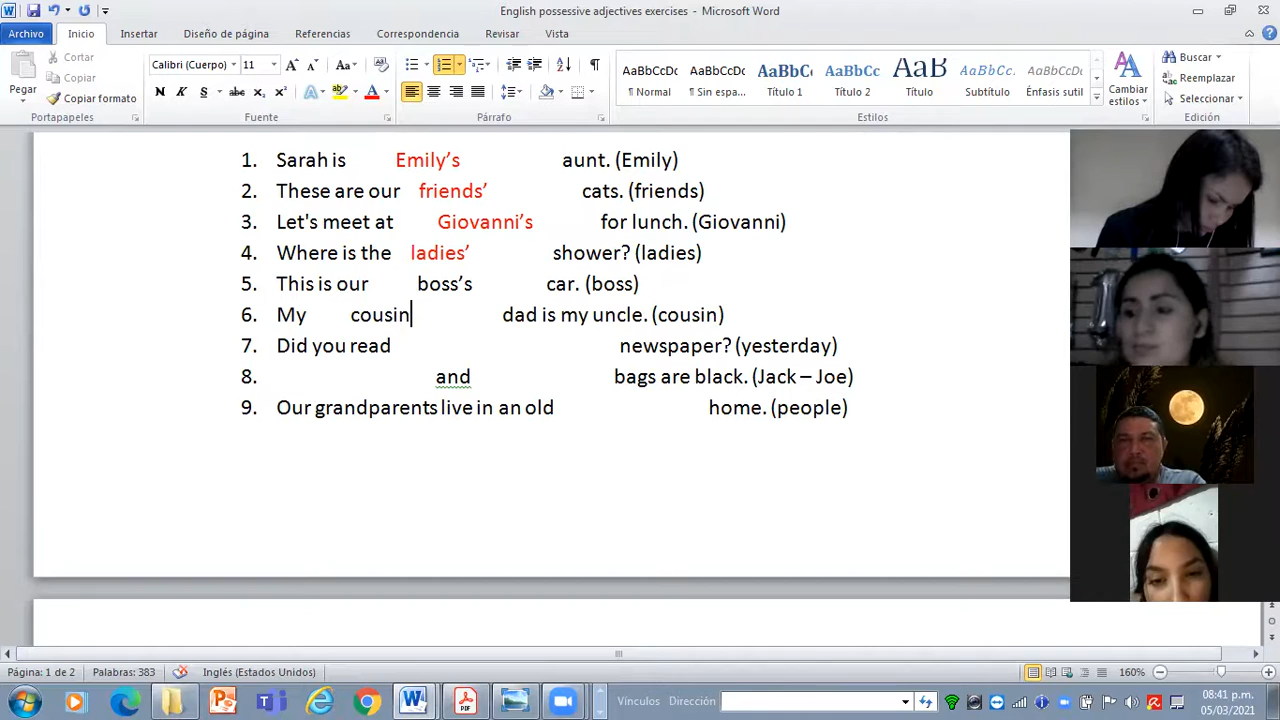 English possessive adjectives exercises - Microsoft Word
Archivo Inicio Insertar Diseño de página Referencias Correspondencia Revisar Vista
Pegar Cortar Copiar Copiar formato
Calibri (Cuerpo) 11 Aa
N K S abc x₂ x² A A
AaBbCcDc AaBbCcDc AaBbC AaBbCc AaB AaBbCc AaBbCcDc
¶ Normal ¶ Sin espa... Título 1 Título 2 Título Subtítulo Énfasis sutil
Cambiar estilos
Buscar Reemplazar Seleccionar
Portapapeles Fuente Párrafo Estilos Edición
1. Sarah is Emily’s aunt. (Emily)
2. These are our friends’ cats. (friends)
3. Let's meet at Giovanni’s for lunch. (Giovanni)
4. Where is the ladies’ shower? (ladies)
5. This is our boss’s car. (boss)
6. My cousin dad is my uncle. (cousin)
7. Did you read newspaper? (yesterday)
8. and bags are black. (Jack – Joe)
9. Our grandparents live in an old home. (people)
Página: 1 de 2 Palabras: 383 Inglés (Estados Unidos) 160%
Vínculos Dirección
08:41 p.m.
05/03/2021